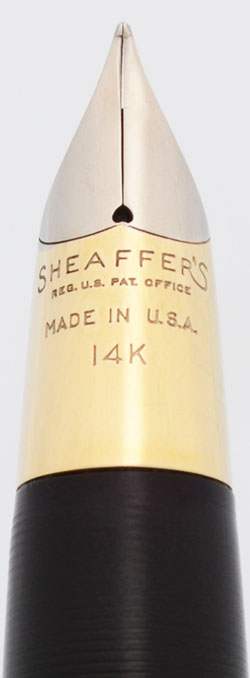 SHEAFFER'S
REG. U.S. PAT. OFFICE
MADE IN U.S.A.
14K